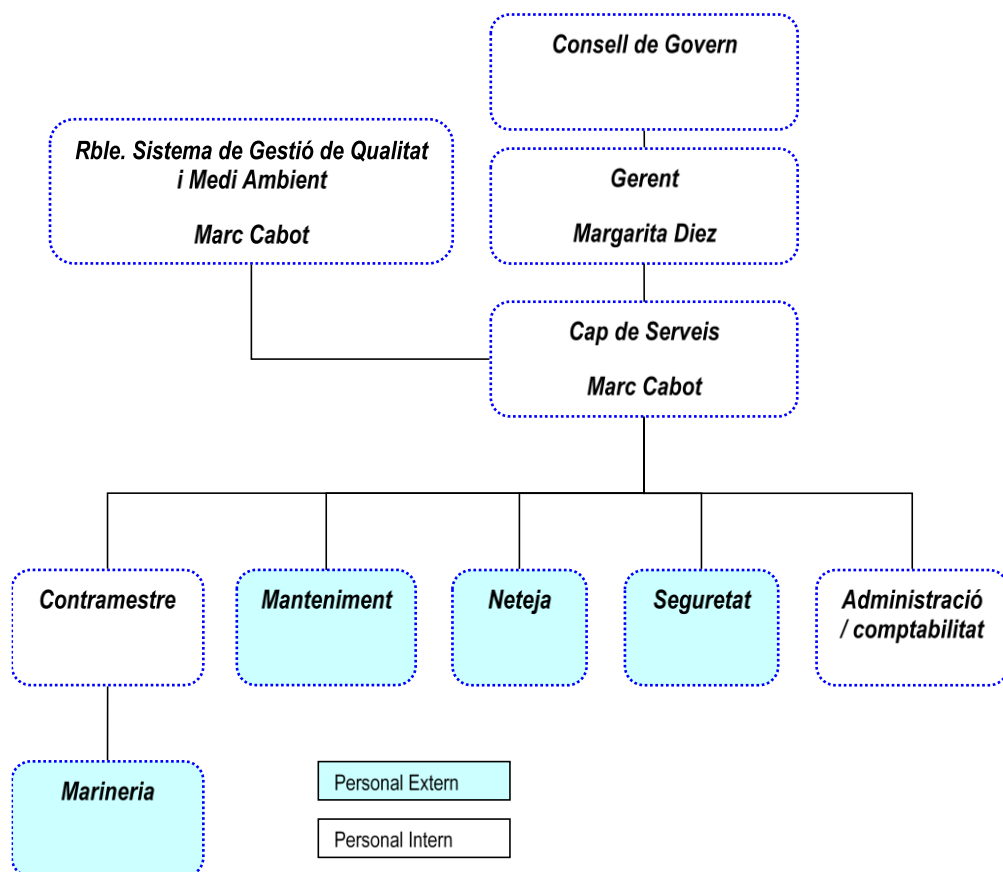 Consell de Govern
Rble. Sistema de Gestió de Qualitat
i Medi Ambient
Marc Cabot
Gerent
Margarita Diez
Cap de Serveis
Marc Cabot
Contramestre
Manteniment
Neteja
Seguretat
Administració
/ comptabilitat
Marineria
Personal Extern
Personal Intern